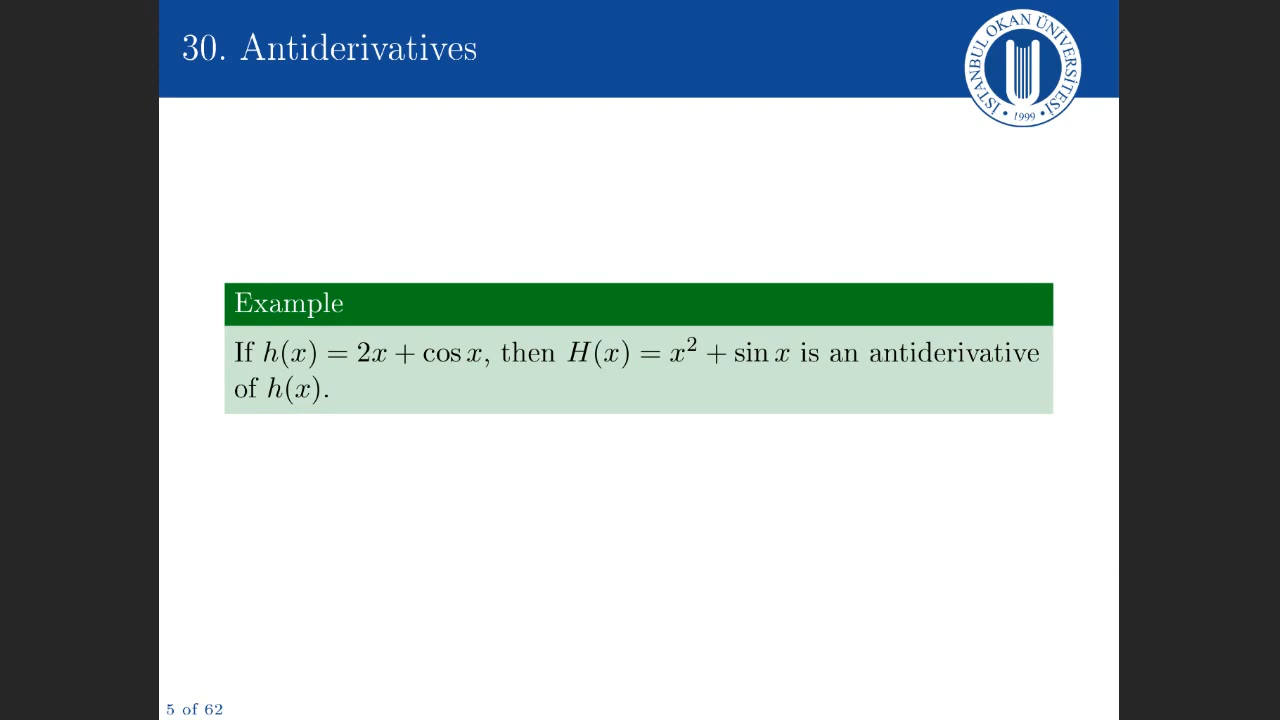 30. Antiderivatives
İSTANBUL OKAN ÜNİVERSİTESİ
• 1999 •
Example
If h(x) = 2x + cos x, then H(x) = x² + sin x is an antiderivative
of h(x).
5 of 62